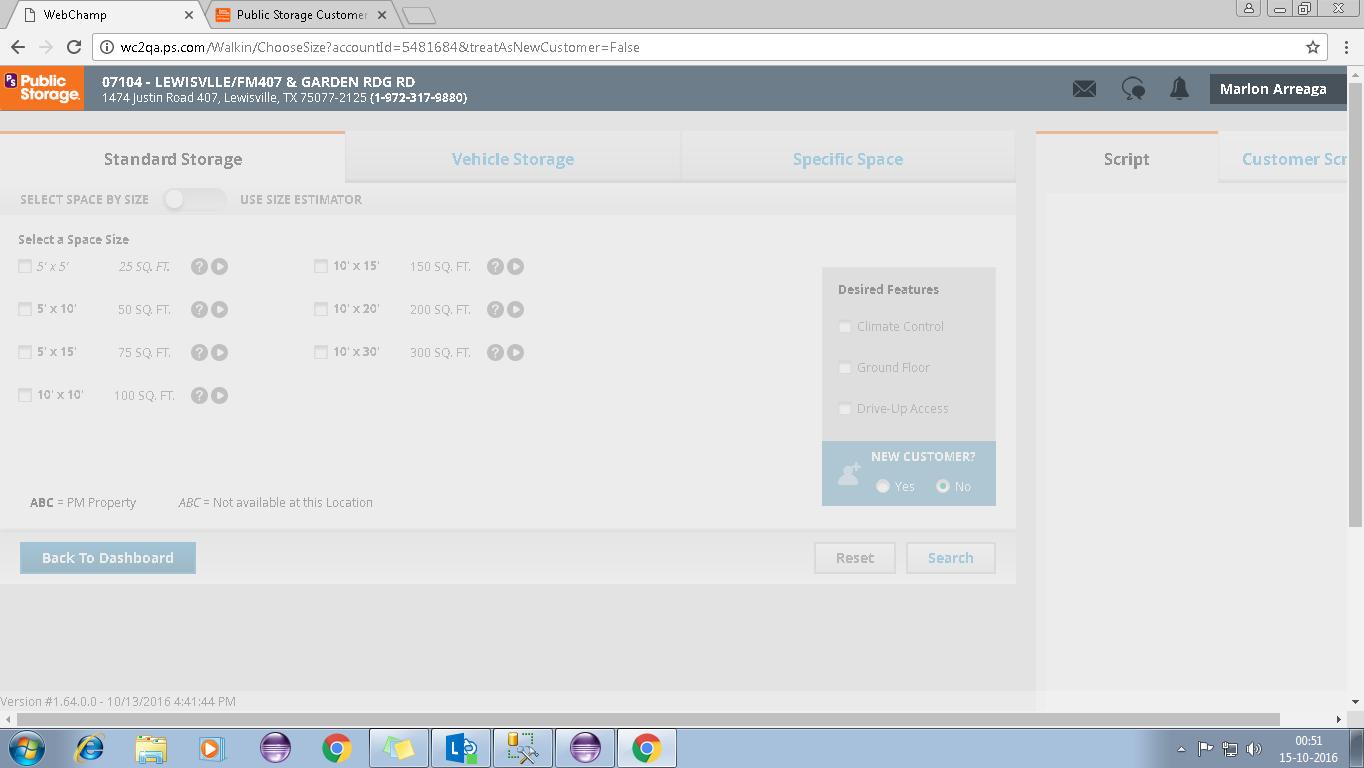 WebChamp
Public Storage Customer
wc2qa.ps.com/Walkin/ChooseSize?accountId=5481684&treatAsNewCustomer=False
PS Public Storage.
07104 - LEWISVLLE/FM407 & GARDEN RDG RD
1474 Justin Road 407, Lewisville, TX 75077-2125 (1-972-317-9880)
Marlon Arreaga
Standard Storage
Vehicle Storage
Specific Space
Script
Customer Scr
SELECT SPACE BY SIZE
USE SIZE ESTIMATOR
Select a Space Size
5' x 5' 25 SQ. FT. ?
10' x 15' 150 SQ. FT. ?
5' x 10' 50 SQ. FT. ?
10' x 20' 200 SQ. FT. ?
5' x 15' 75 SQ. FT. ?
10' x 30' 300 SQ. FT. ?
10' x 10' 100 SQ. FT. ?
Desired Features
Climate Control
Ground Floor
Drive-Up Access
NEW CUSTOMER?
Yes No
ABC = PM Property
ABC = Not available at this Location
Back To Dashboard
Reset
Search
Version #1.64.0.0 - 10/13/2016 4:41:44 PM
00:51
15-10-2016